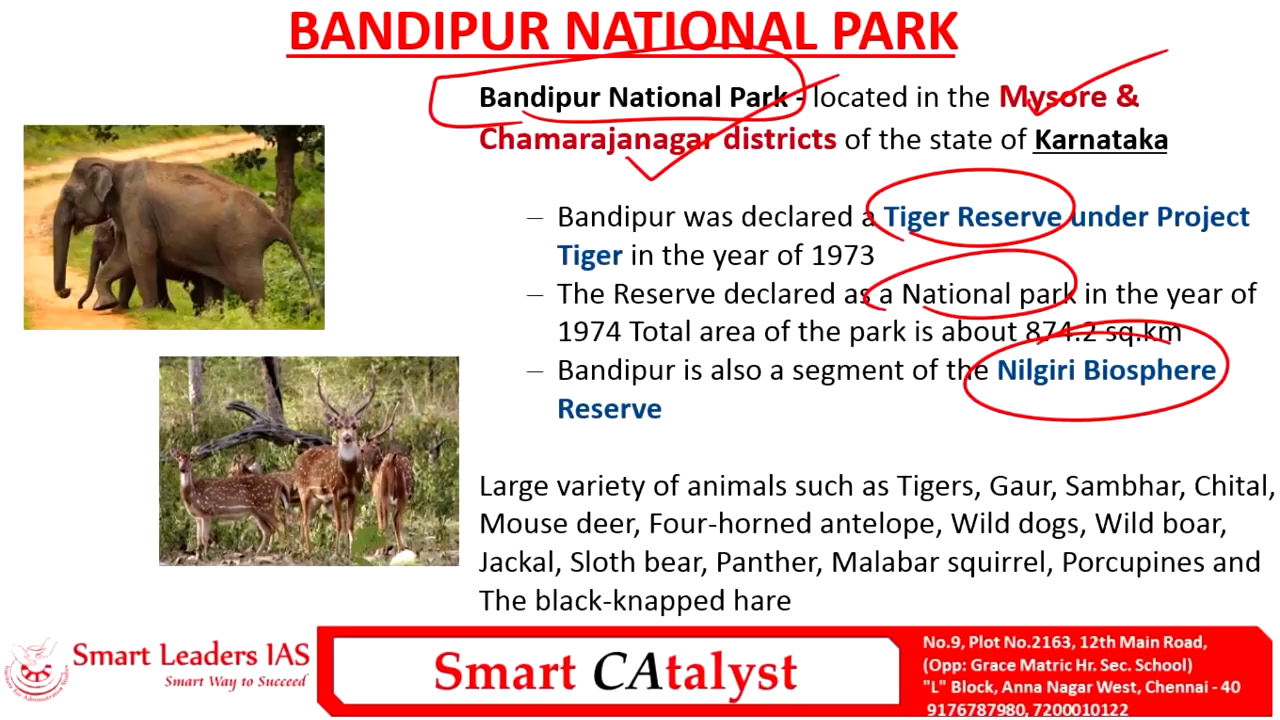 BANDIPUR NATIONAL PARK
Bandipur National Park - located in the Mysore &
Chamarajanagar districts of the state of Karnataka
– Bandipur was declared a Tiger Reserve under Project
Tiger in the year of 1973
– The Reserve declared as a National park in the year of
1974 Total area of the park is about 874.2 sq.km
– Bandipur is also a segment of the Nilgiri Biosphere
Reserve
Large variety of animals such as Tigers, Gaur, Sambhar, Chital,
Mouse deer, Four-horned antelope, Wild dogs, Wild boar,
Jackal, Sloth bear, Panther, Malabar squirrel, Porcupines and
The black-knapped hare
Smart Leaders IAS
Smart Way to Succeed
Smart CAtalyst
No.9, Plot No.2163, 12th Main Road,
(Opp: Grace Matric Hr. Sec. School)
"L" Block, Anna Nagar West, Chennai - 40
9176787980, 7200010122